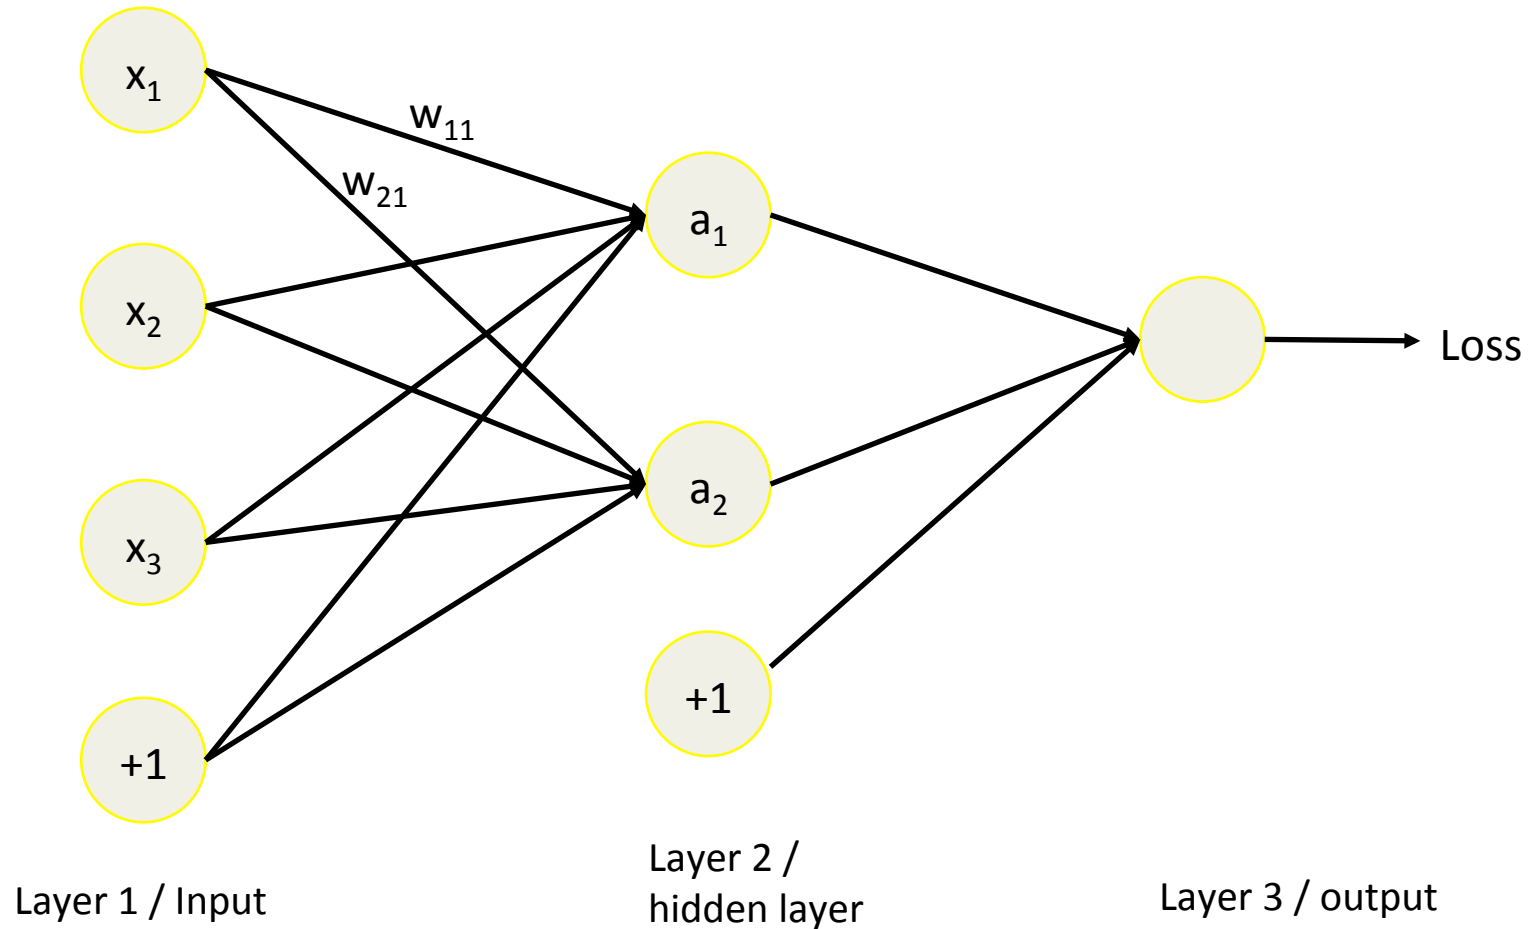 x₁
w₁₁
w₂₁
a₁
x₂
Loss
a₂
x₃
+1
+1
Layer 1 / Input
Layer 2 /
hidden layer
Layer 3 / output